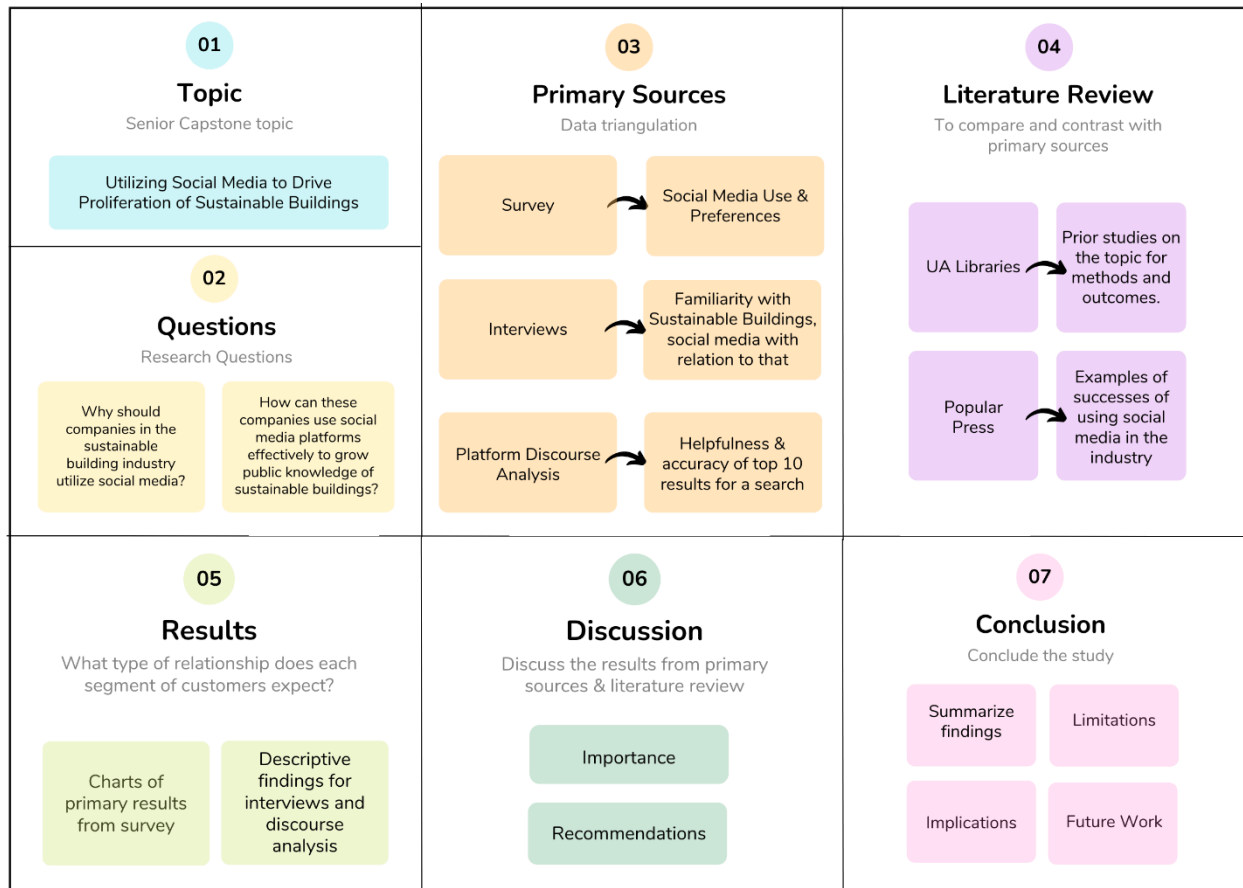 01
Topic
Senior Capstone topic
Utilizing Social Media to Drive
Proliferation of Sustainable Buildings
02
Questions
Research Questions
Why should
companies in the
sustainable
building industry
utilize social media?
How can these
companies use social
media platforms
effectively to grow
public knowledge of
sustainable buildings?
03
Primary Sources
Data triangulation
Survey
Social Media Use &
Preferences
Interviews
Familiarity with
Sustainable Buildings,
social media with
relation to that
Platform Discourse
Analysis
Helpfulness &
accuracy of top 10
results for a search
04
Literature Review
To compare and contrast with
primary sources
UA Libraries
Prior studies on
the topic for
methods and
outcomes.
Popular
Press
Examples of
successes of
using social
media in the
industry
05
Results
What type of relationship does each
segment of customers expect?
Charts of
primary results
from survey
Descriptive
findings for
interviews and
discourse
analysis
06
Discussion
Discuss the results from primary
sources & literature review
Importance
Recommendations
07
Conclusion
Conclude the study
Summarize
findings
Limitations
Implications
Future Work